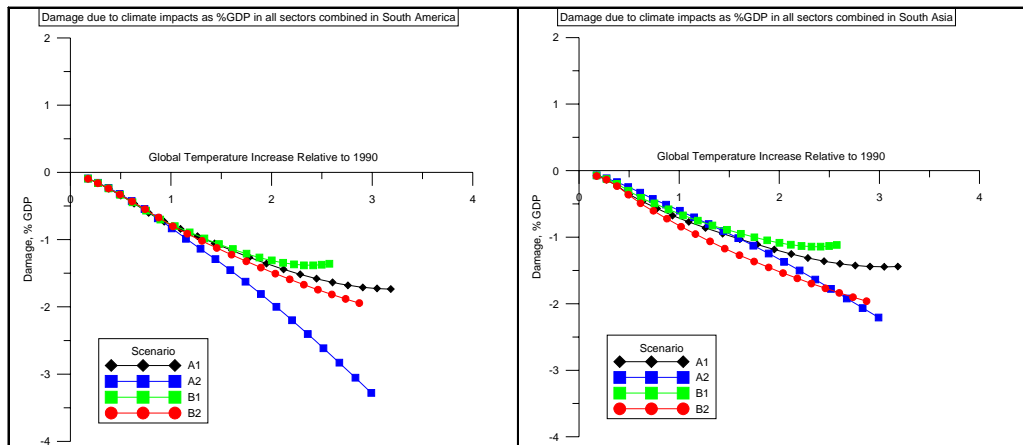 Damage due to climate impacts as %GDP in all sectors combined in South America
2
1
0
-1
-2
-3
-4
Damage, % GDP
Global Temperature Increase Relative to 1990
0
1
2
3
4
Scenario
A1
A2
B1
B2
Damage due to climate impacts as %GDP in all sectors combined in South Asia
2
1
0
-1
-2
-3
-4
Damage, % GDP
Global Temperature Increase Relative to 1990
0
1
2
3
4
Scenario
A1
A2
B1
B2